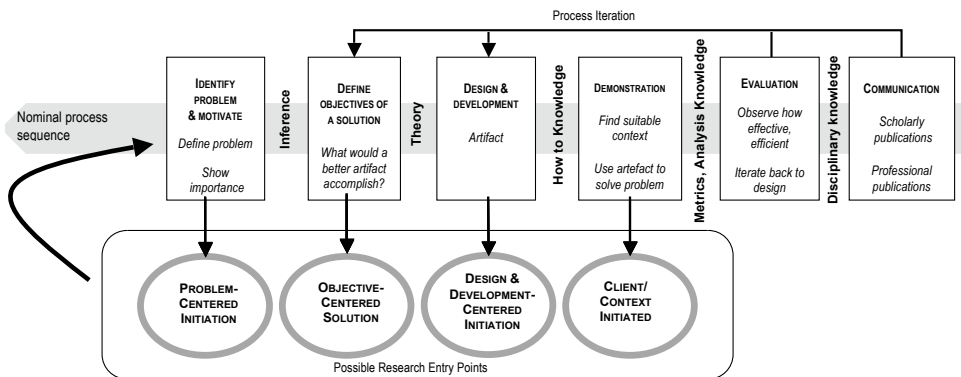 Process Iteration
Nominal process
sequence
IDENTIFY
PROBLEM
& MOTIVATE
Define problem
Show
importance
Inference
DEFINE
OBJECTIVES OF
A SOLUTION
What would a
better artifact
accomplish?
Theory
DESIGN &
DEVELOPMENT
Artifact
How to Knowledge
DEMONSTRATION
Find suitable
context
Use artefact to
solve problem
Metrics, Analysis Knowledge
EVALUATION
Observe how
effective,
efficient
Iterate back to
design
Disciplinary knowledge
COMMUNICATION
Scholarly
publications
Professional
publications
PROBLEM-
CENTERED
INITIATION
OBJECTIVE-
CENTERED
SOLUTION
DESIGN &
DEVELOPMENT-
CENTERED
INITIATION
CLIENT/
CONTEXT
INITIATED
Possible Research Entry Points